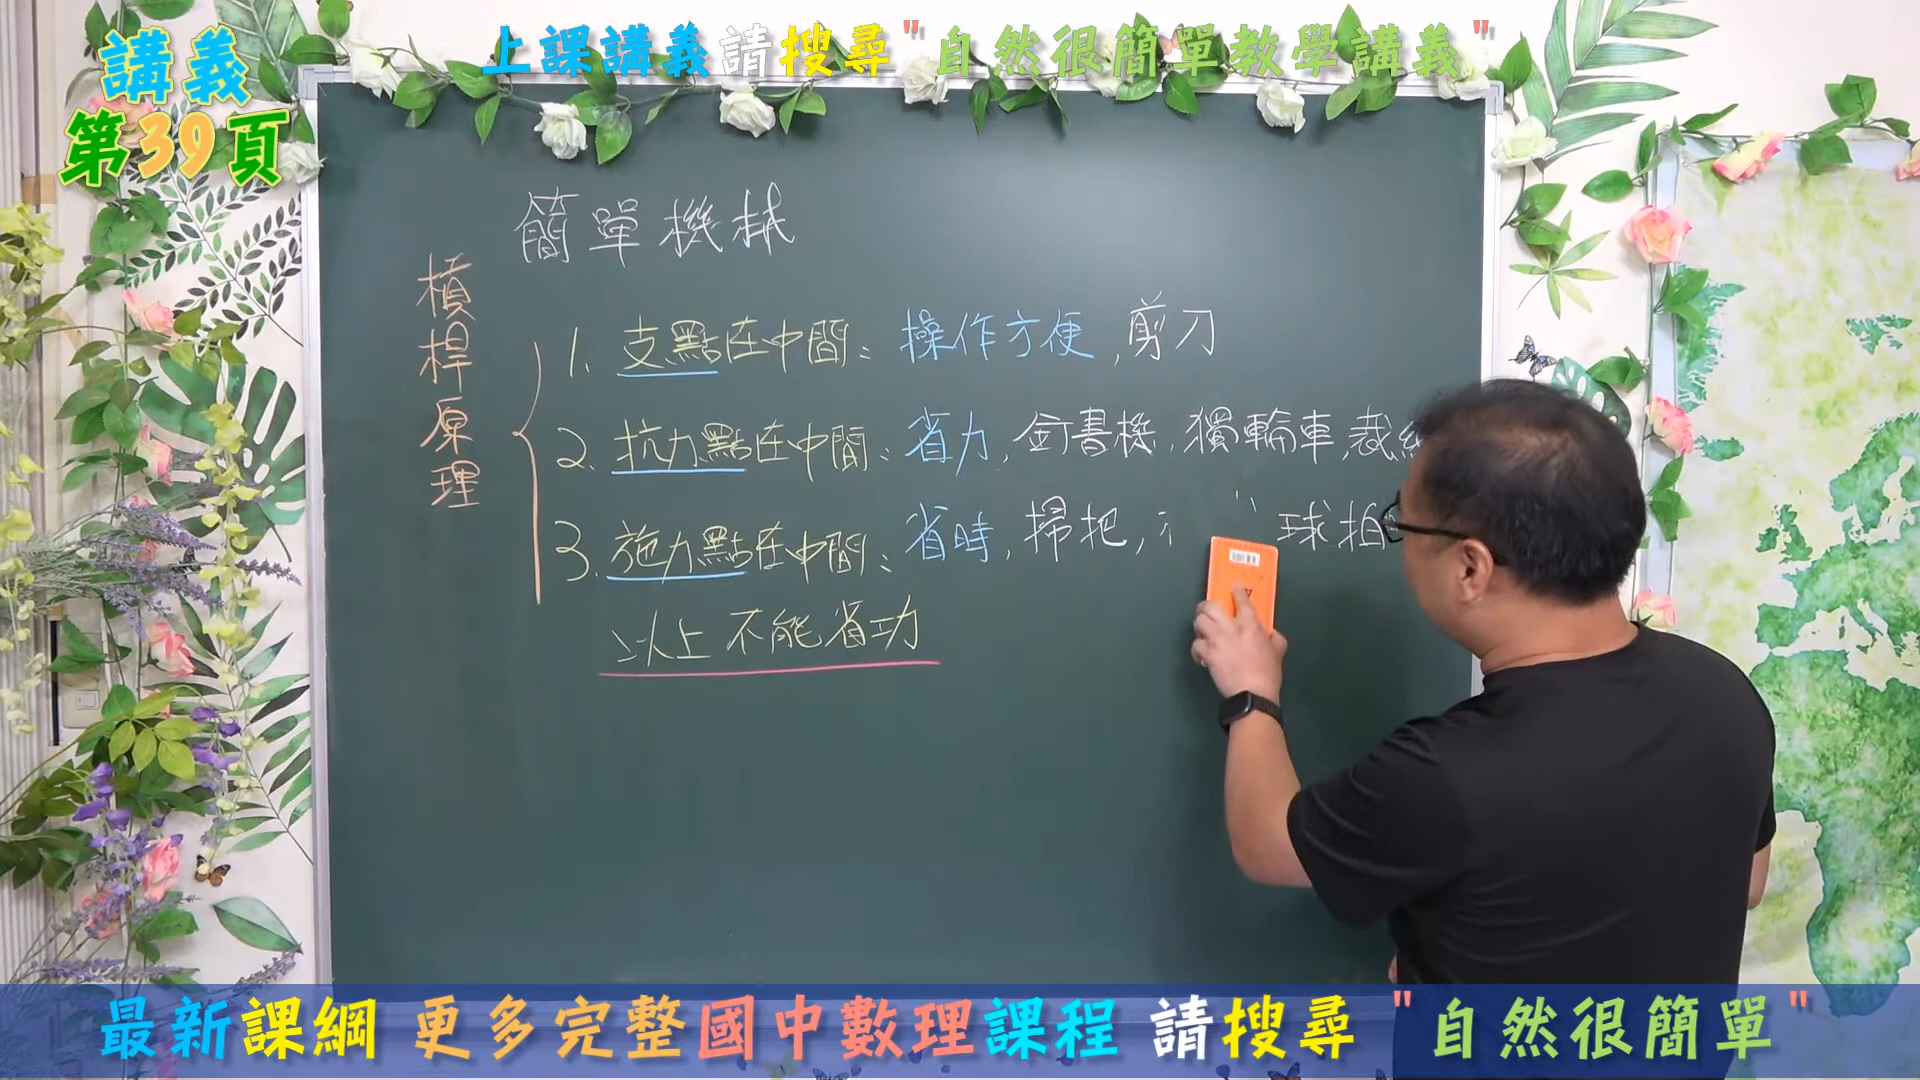 講義
第39頁
上課講義請搜尋"自然很簡單教學講義"
簡單機械
槓桿原理
1. 支點在中間: 操作方便, 剪刀
2. 抗力點在中間: 省力, 釘書機, 獨輪車, 裁
3. 施力點在中間: 省時, 掃把, 球拍
以上不能省功
最新課綱 更多完整國中數理課程 請搜尋"自然很簡單"